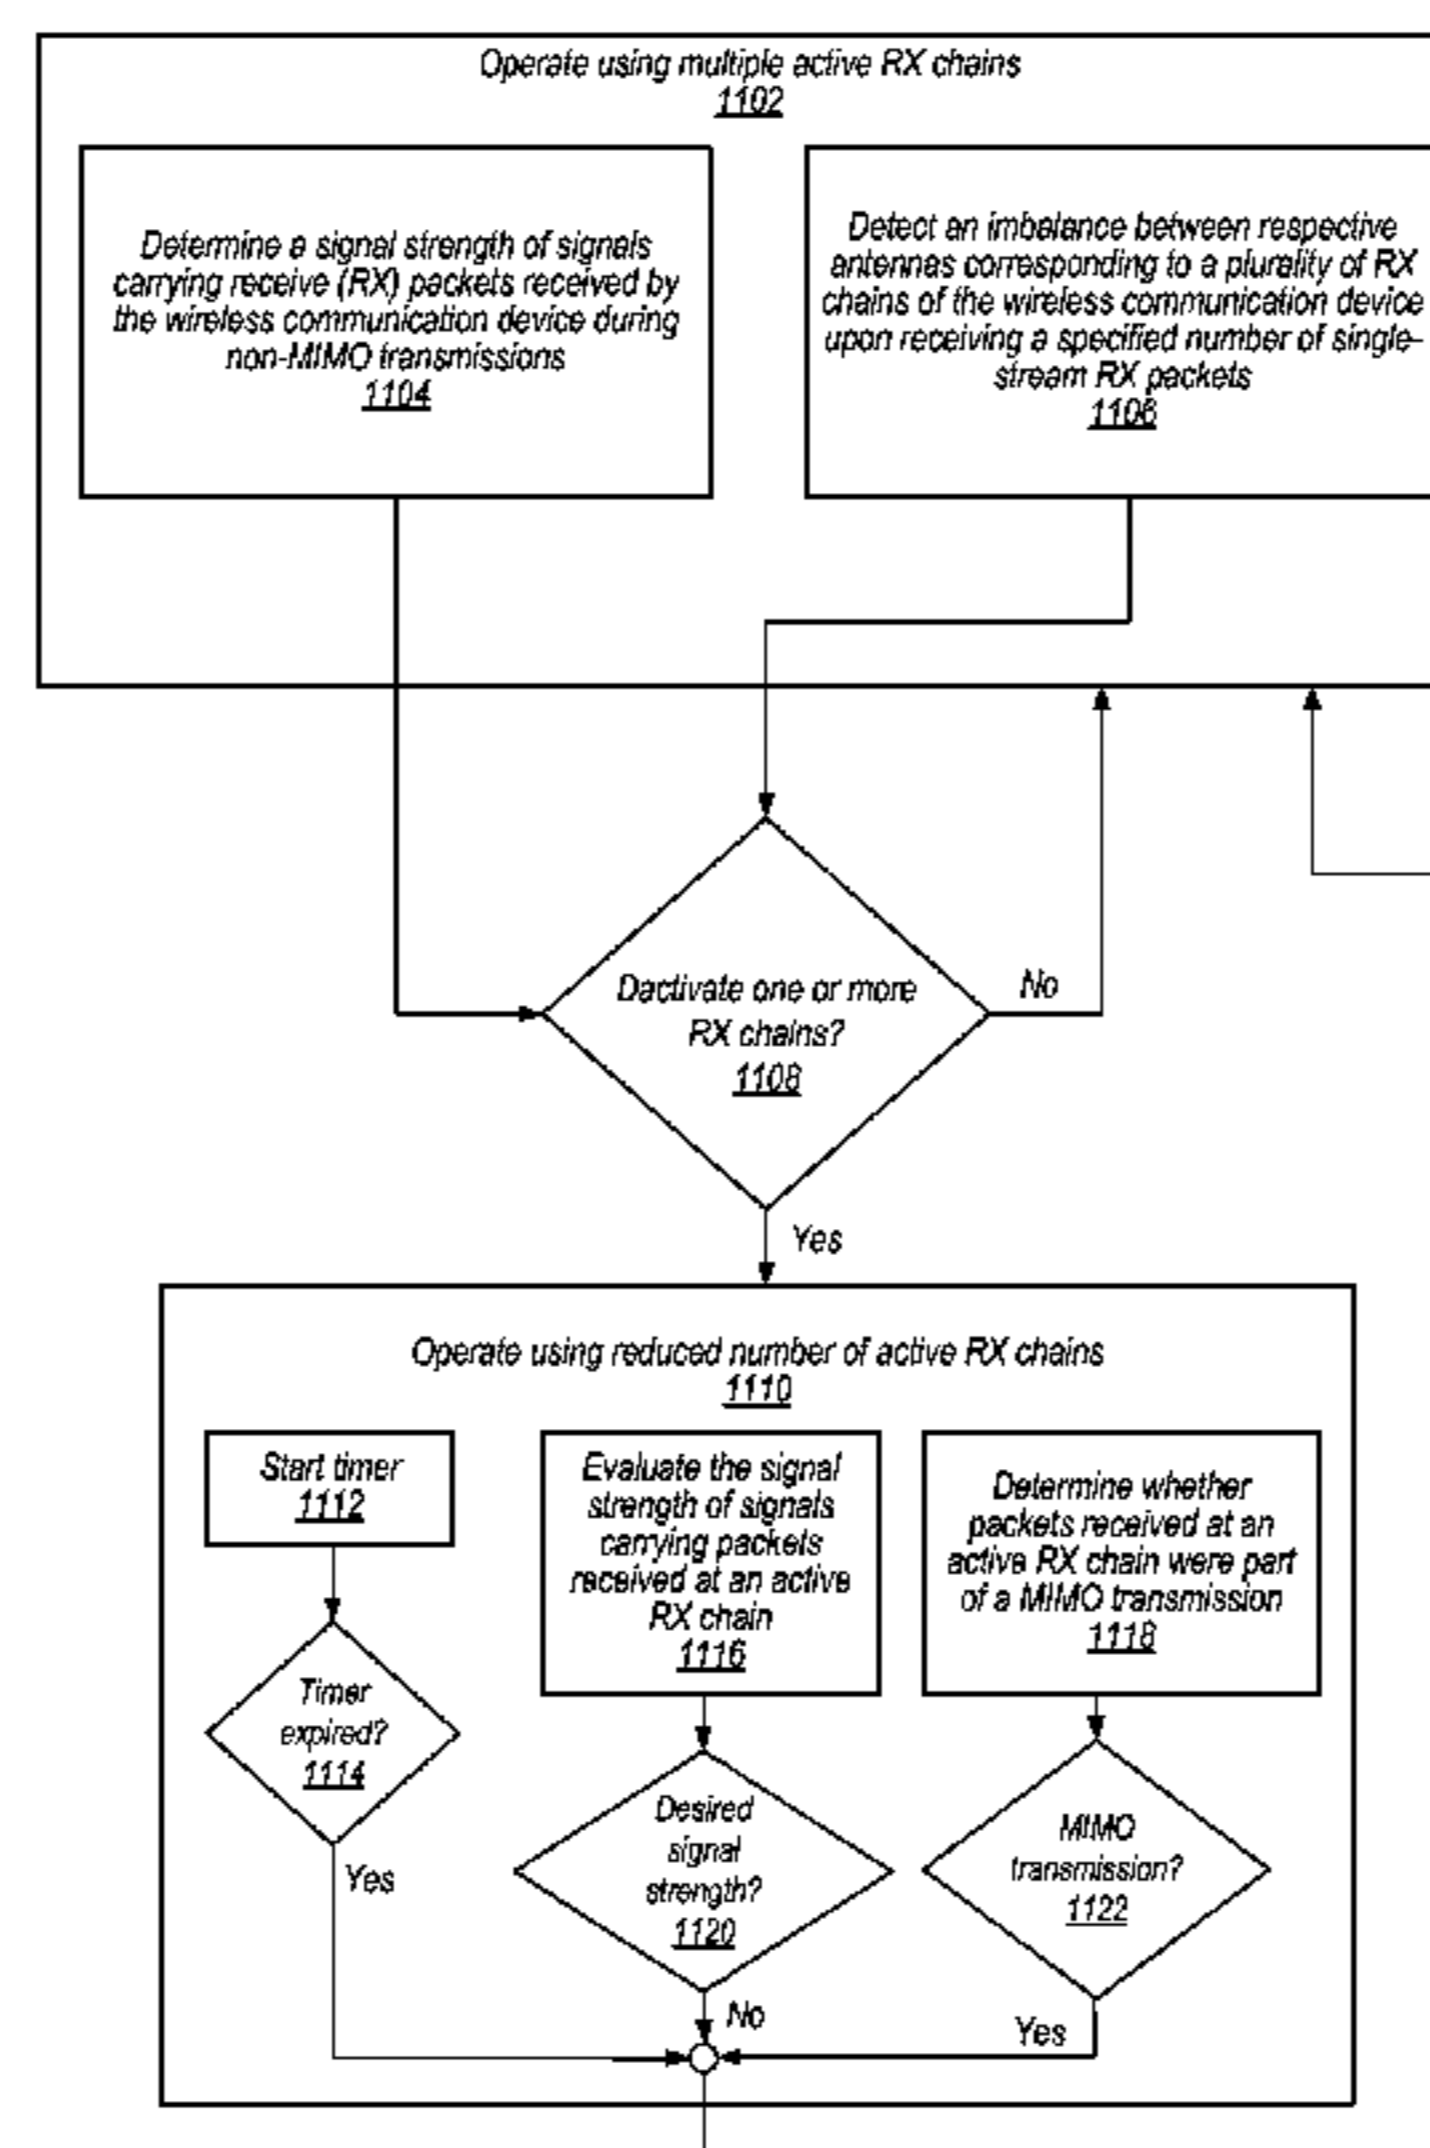 Operate using multiple active RX chains
1102
Determine a signal strength of signals
carrying receive (RX) packets received by
the wireless communication device during
non-MIMO transmissions
1104
Detect an imbalance between respective
antennas corresponding to a plurality of RX
chains of the wireless communication device
upon receiving a specified number of single-
stream RX packets
1106
Dactivate one or more
RX chains?
1108
No
Yes
Operate using reduced number of active RX chains
1110
Start timer
1112
Timer
expired?
1114
Yes
Evaluate the signal
strength of signals
carrying packets
received at an active
RX chain
1116
Desired
signal
strength?
1120
No
Determine whether
packets received at an
active RX chain were part
of a MIMO transmission
1118
MIMO
transmission?
1122
Yes